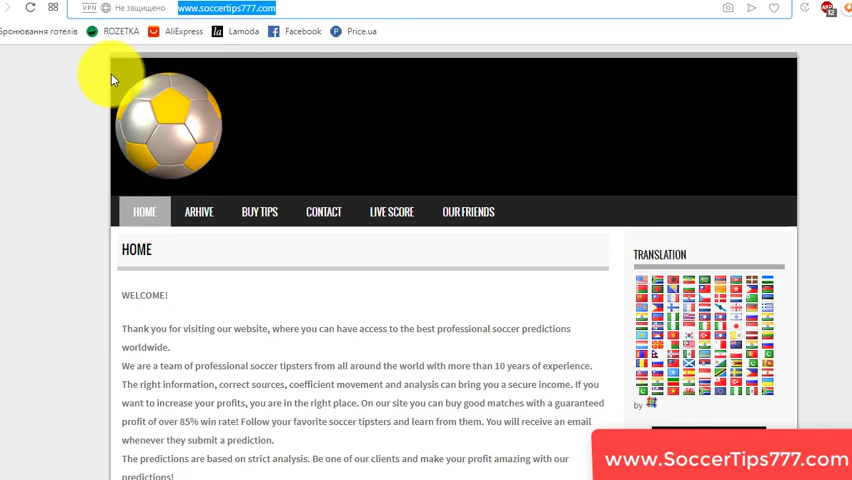 VPN Не защищено www.soccertips777.com
12
Бронювання готелів ROZETKA AliExpress la Lamoda Facebook Price.ua
HOME ARHIVE BUY TIPS CONTACT LIVE SCORE OUR FRIENDS
HOME
TRANSLATION
WELCOME!
Thank you for visiting our website, where you can have access to the best professional soccer predictions
worldwide.
We are a team of professional soccer tipsters from all around the world with more than 10 years of experience.
The right information, correct sources, coefficient movement and analysis can bring you a secure income. If you
want to increase your profits, you are in the right place. On our site you can buy good matches with a guaranteed
profit of over 85% win rate! Follow your favorite soccer tipsters and learn from them. You will receive an email
whenever they submit a prediction.
The predictions are based on strict analysis. Be one of our clients and make your profit amazing with our
predictions!
by
www.SoccerTips777.com